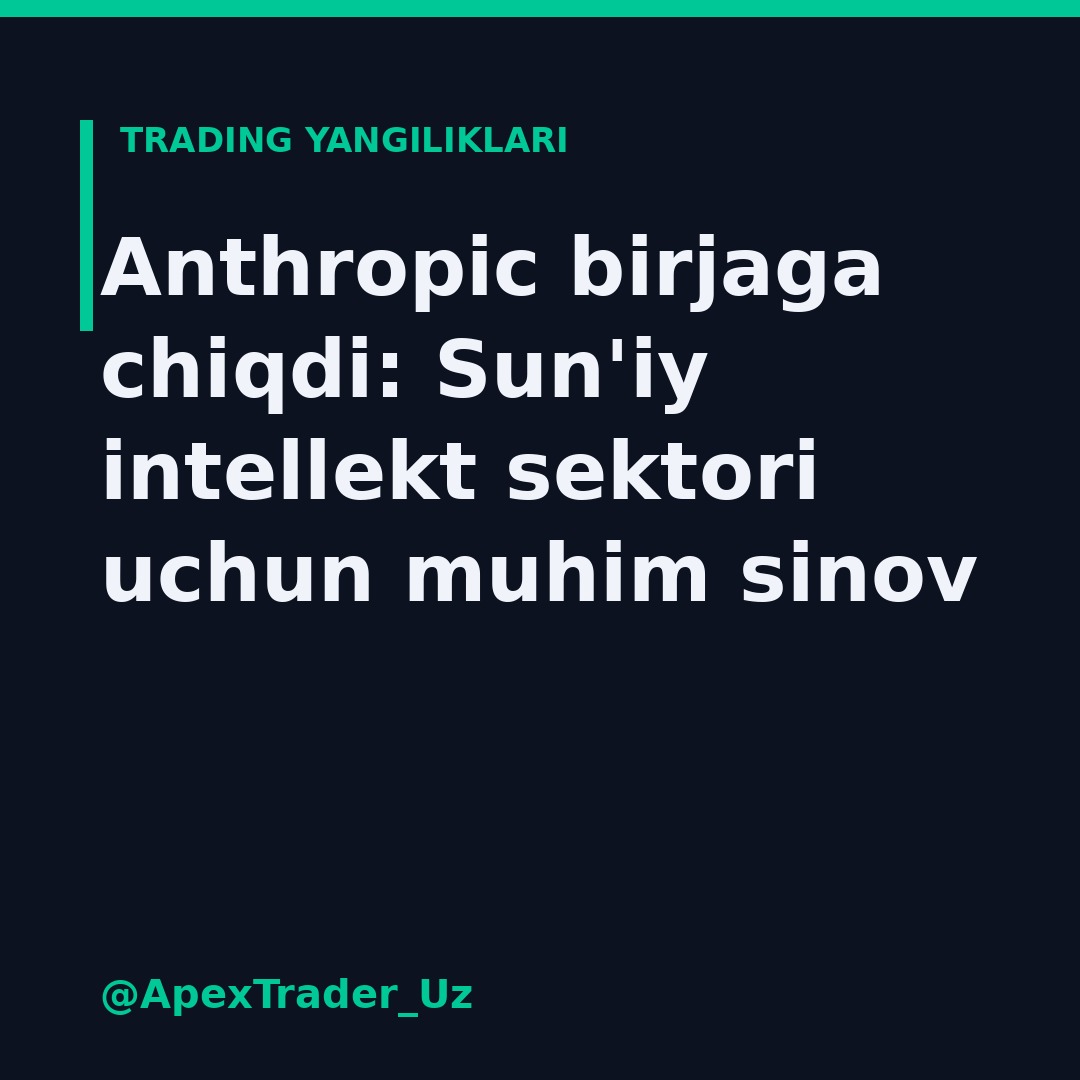 TRADING YANGILIKLARI
Anthropic birjaga
chiqdi: Sun'iy
intellekt sektori
uchun muhim sinov
@ApexTrader_Uz